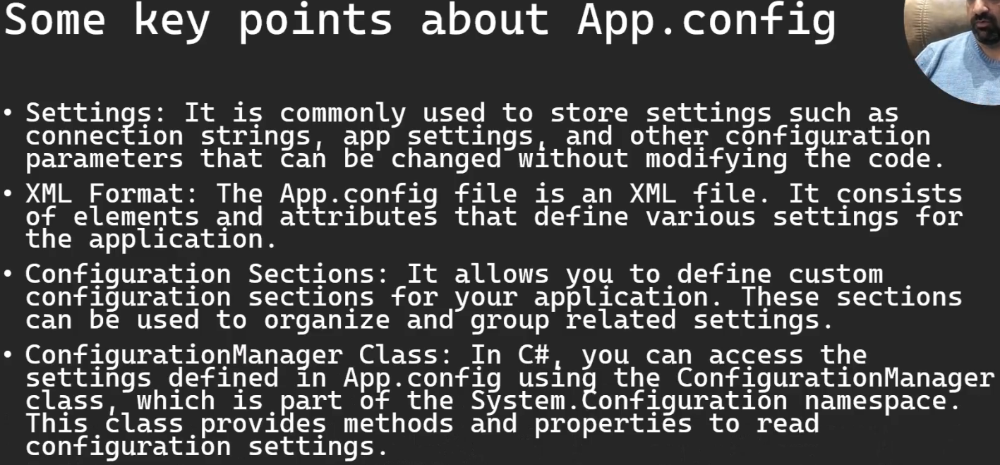 Some key points about App.config
• Settings: It is commonly used to store settings such as
connection strings, app settings, and other configuration
parameters that can be changed without modifying the code.
• XML Format: The App.config file is an XML file. It consists
of elements and attributes that define various settings for
the application.
• Configuration Sections: It allows you to define custom
configuration sections for your application. These sections
can be used to organize and group related settings.
• ConfigurationManager Class: In C#, you can access the
settings defined in App.config using the ConfigurationManager
class, which is part of the System.Configuration namespace.
This class provides methods and properties to read
configuration settings.